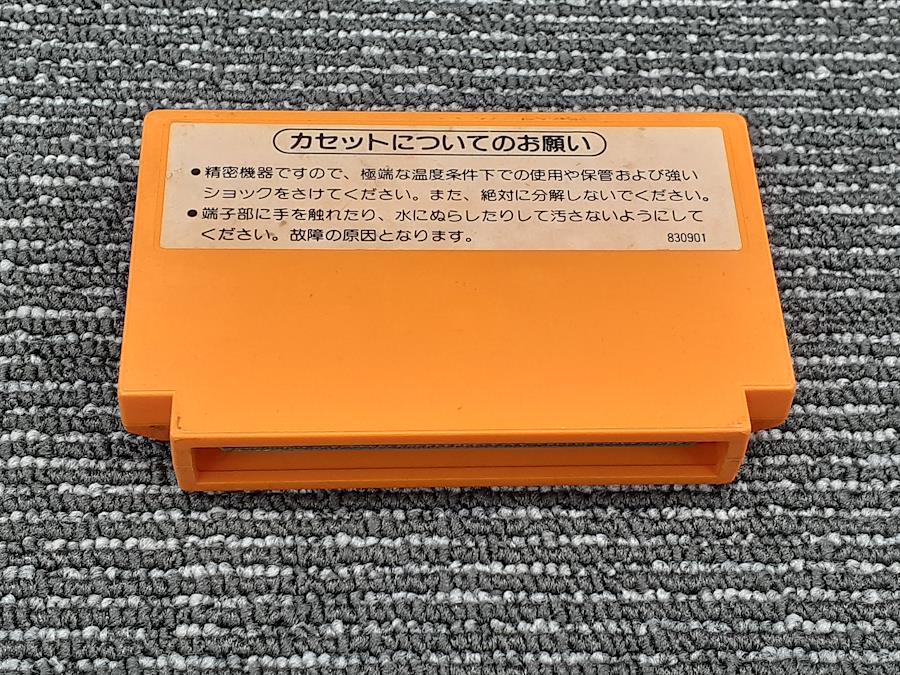 カセットについてのお願い
●精密機器ですので、極端な温度条件下での使用や保管および強い
ショックをさけてください。また、絶対に分解しないでください。
●端子部に手を触れたり、水にぬらしたりして汚さないようにして
ください。故障の原因となります。
830901